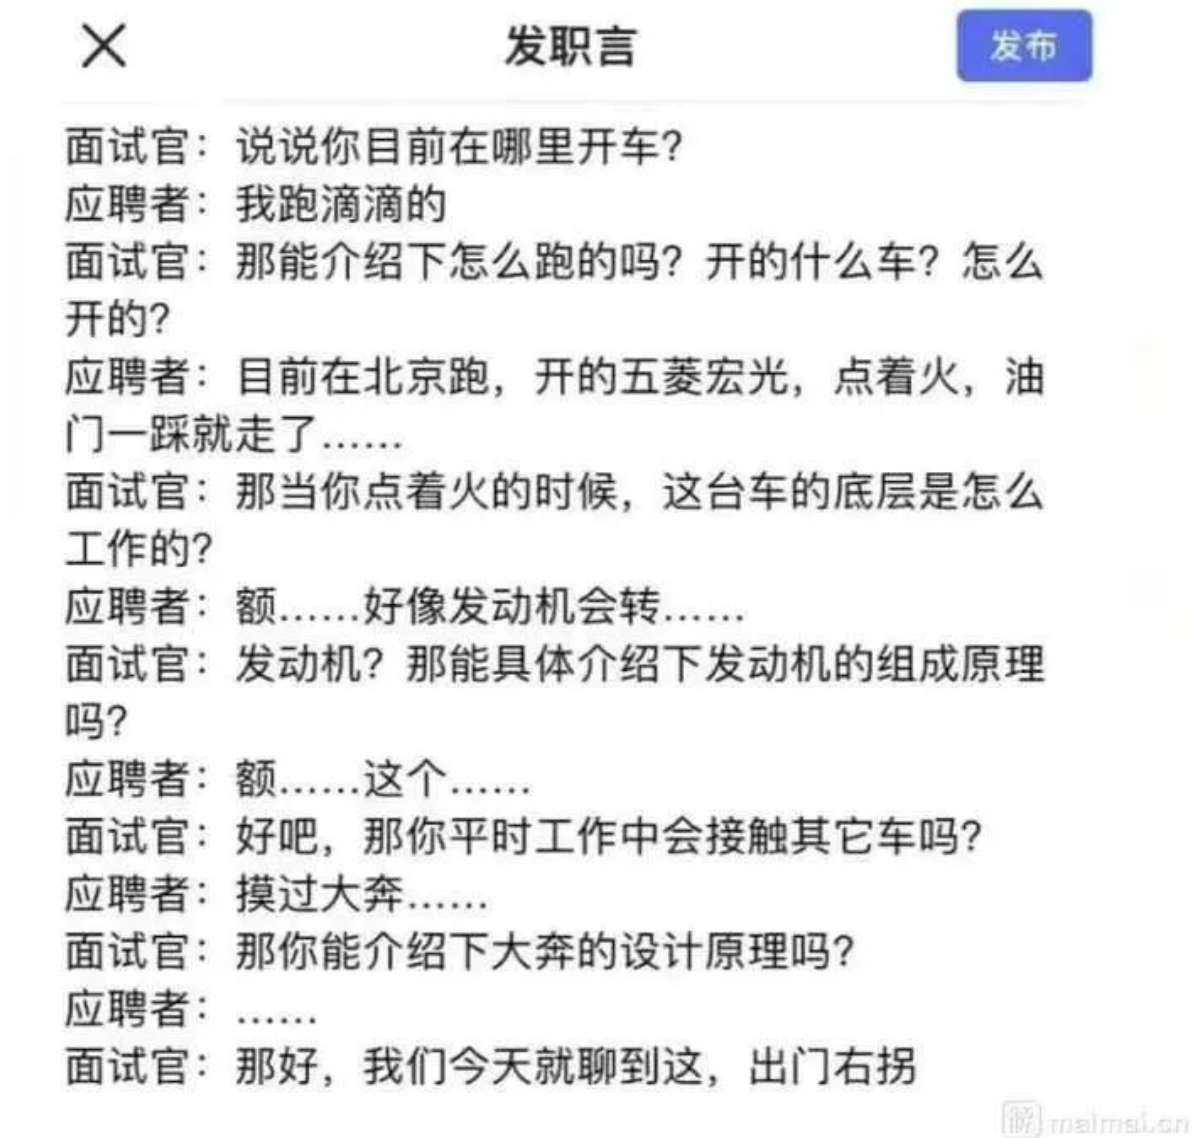 发职言
发布
面试官：说说你目前在哪里开车？
应聘者：我跑滴滴的
面试官：那能介绍下怎么跑的吗？开的什么车？怎么
开的？
应聘者：目前在北京跑，开的五菱宏光，点着火，油
门一踩就走了……
面试官：那当你点着火的时候，这台车的底层是怎么
工作的？
应聘者：额……好像发动机会转……
面试官：发动机？那能具体介绍下发动机的组成原理
吗？
应聘者：额……这个……
面试官：好吧，那你平时工作中会接触其它车吗？
应聘者：摸过大奔……
面试官：那你能介绍下大奔的设计原理吗？
应聘者：……
面试官：那好，我们今天就聊到这，出门右拐
maimai.cn